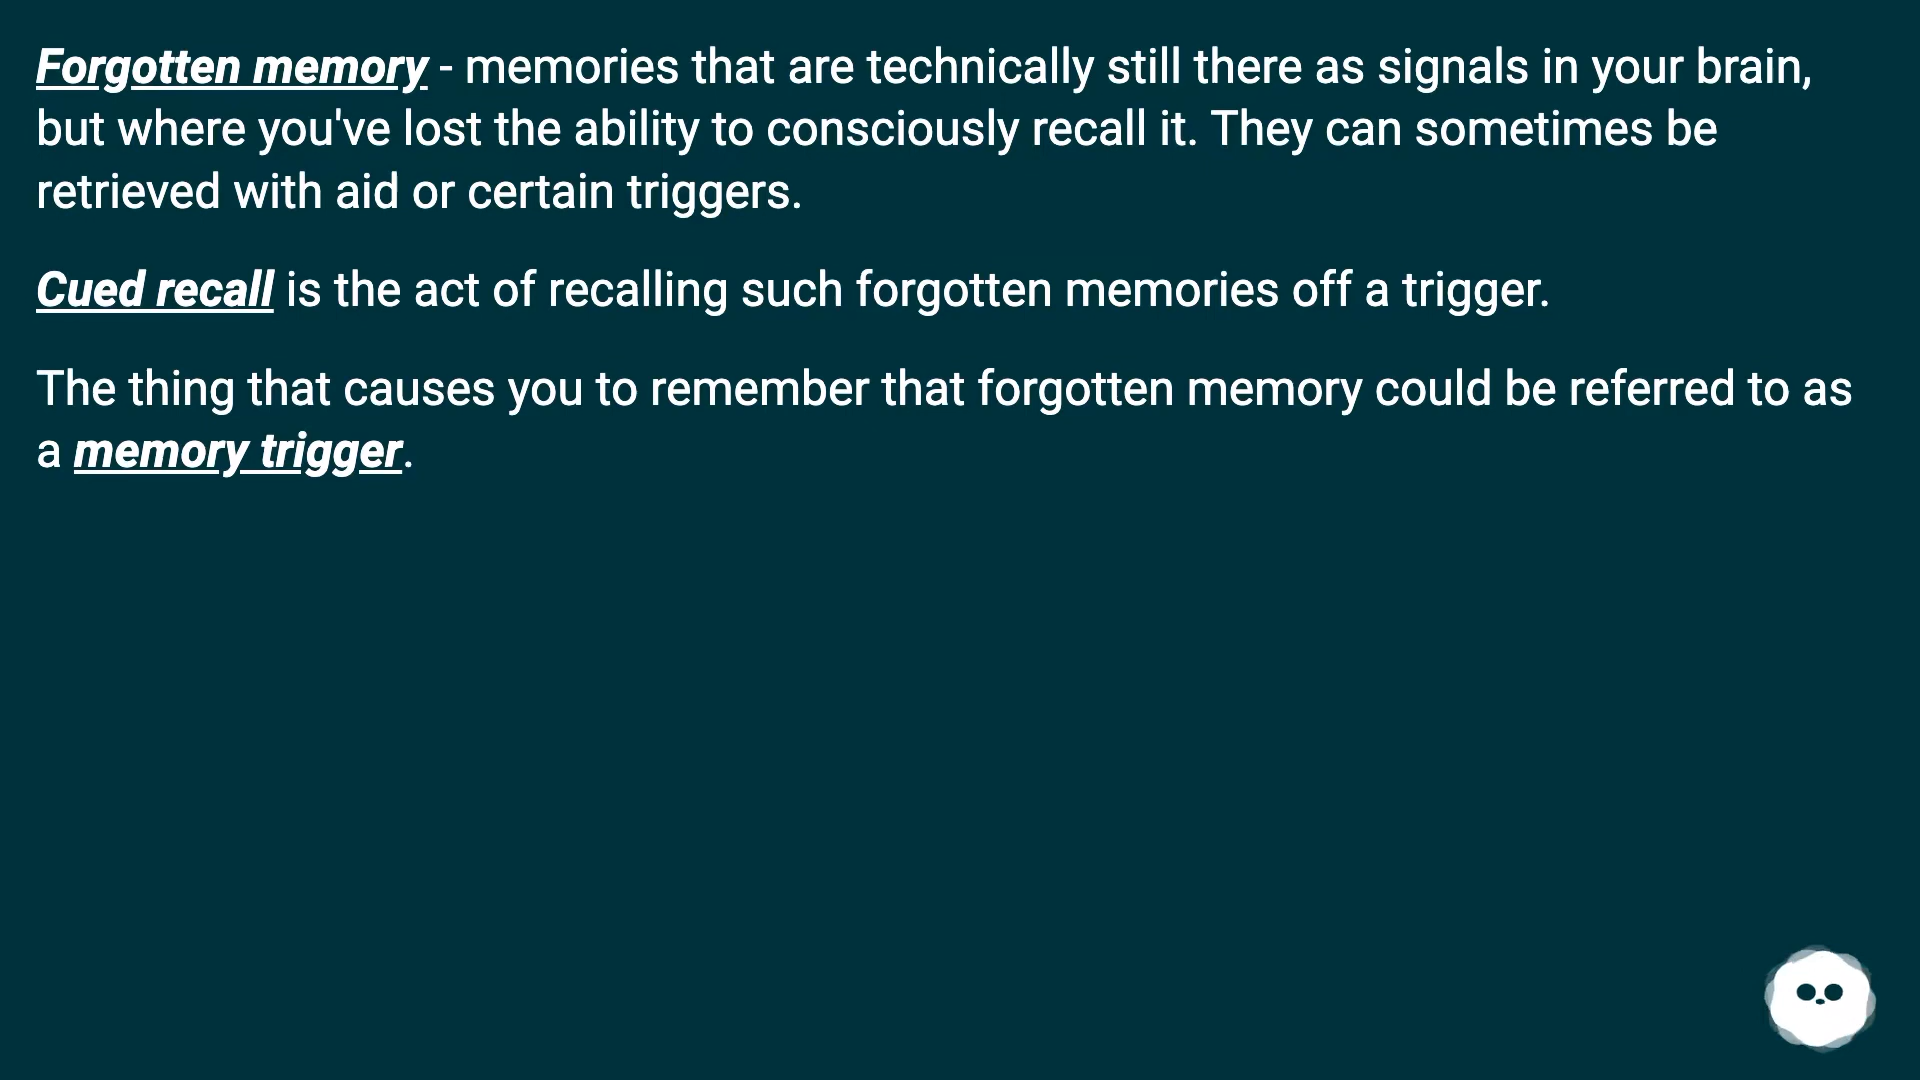 Forgotten memory - memories that are technically still there as signals in your brain,
but where you've lost the ability to consciously recall it. They can sometimes be
retrieved with aid or certain triggers.
Cued recall is the act of recalling such forgotten memories off a trigger.
The thing that causes you to remember that forgotten memory could be referred to as
a memory trigger.